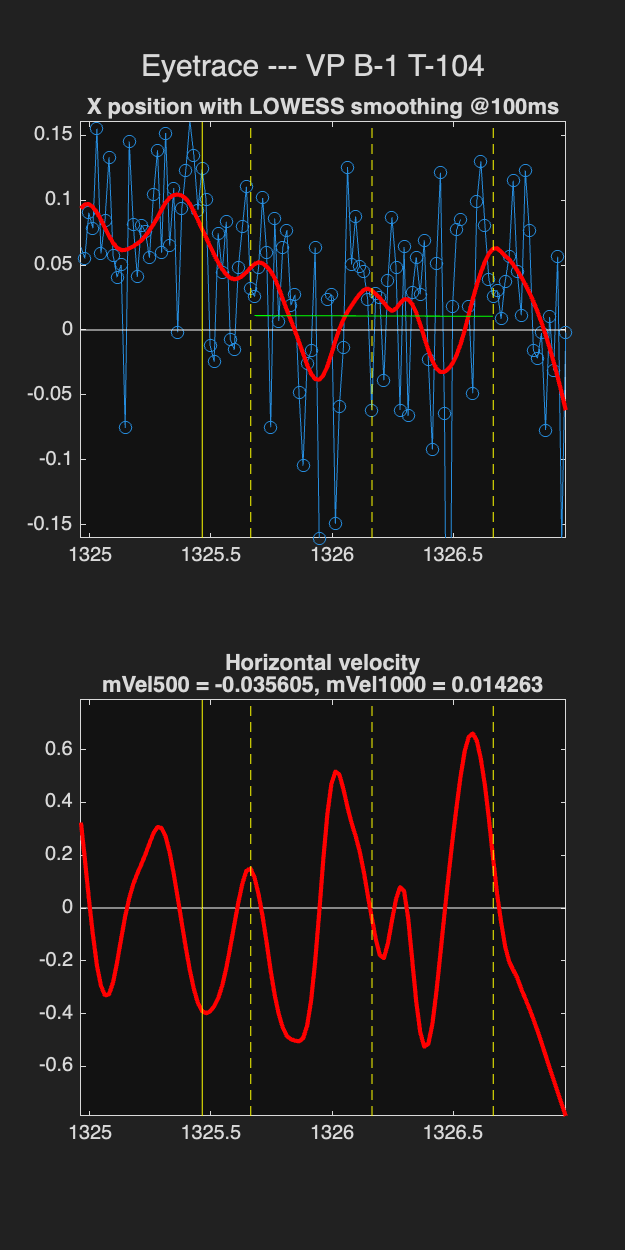 Eyetrace --- VP B-1 T-104
X position with LOWESS smoothing @100ms
0.15
0.1
0.05
0
-0.05
-0.1
-0.15
1325 1325.5 1326 1326.5
Horizontal velocity
mVel500 = -0.035605, mVel1000 = 0.014263
0.6
0.4
0.2
0
-0.2
-0.4
-0.6
1325 1325.5 1326 1326.5